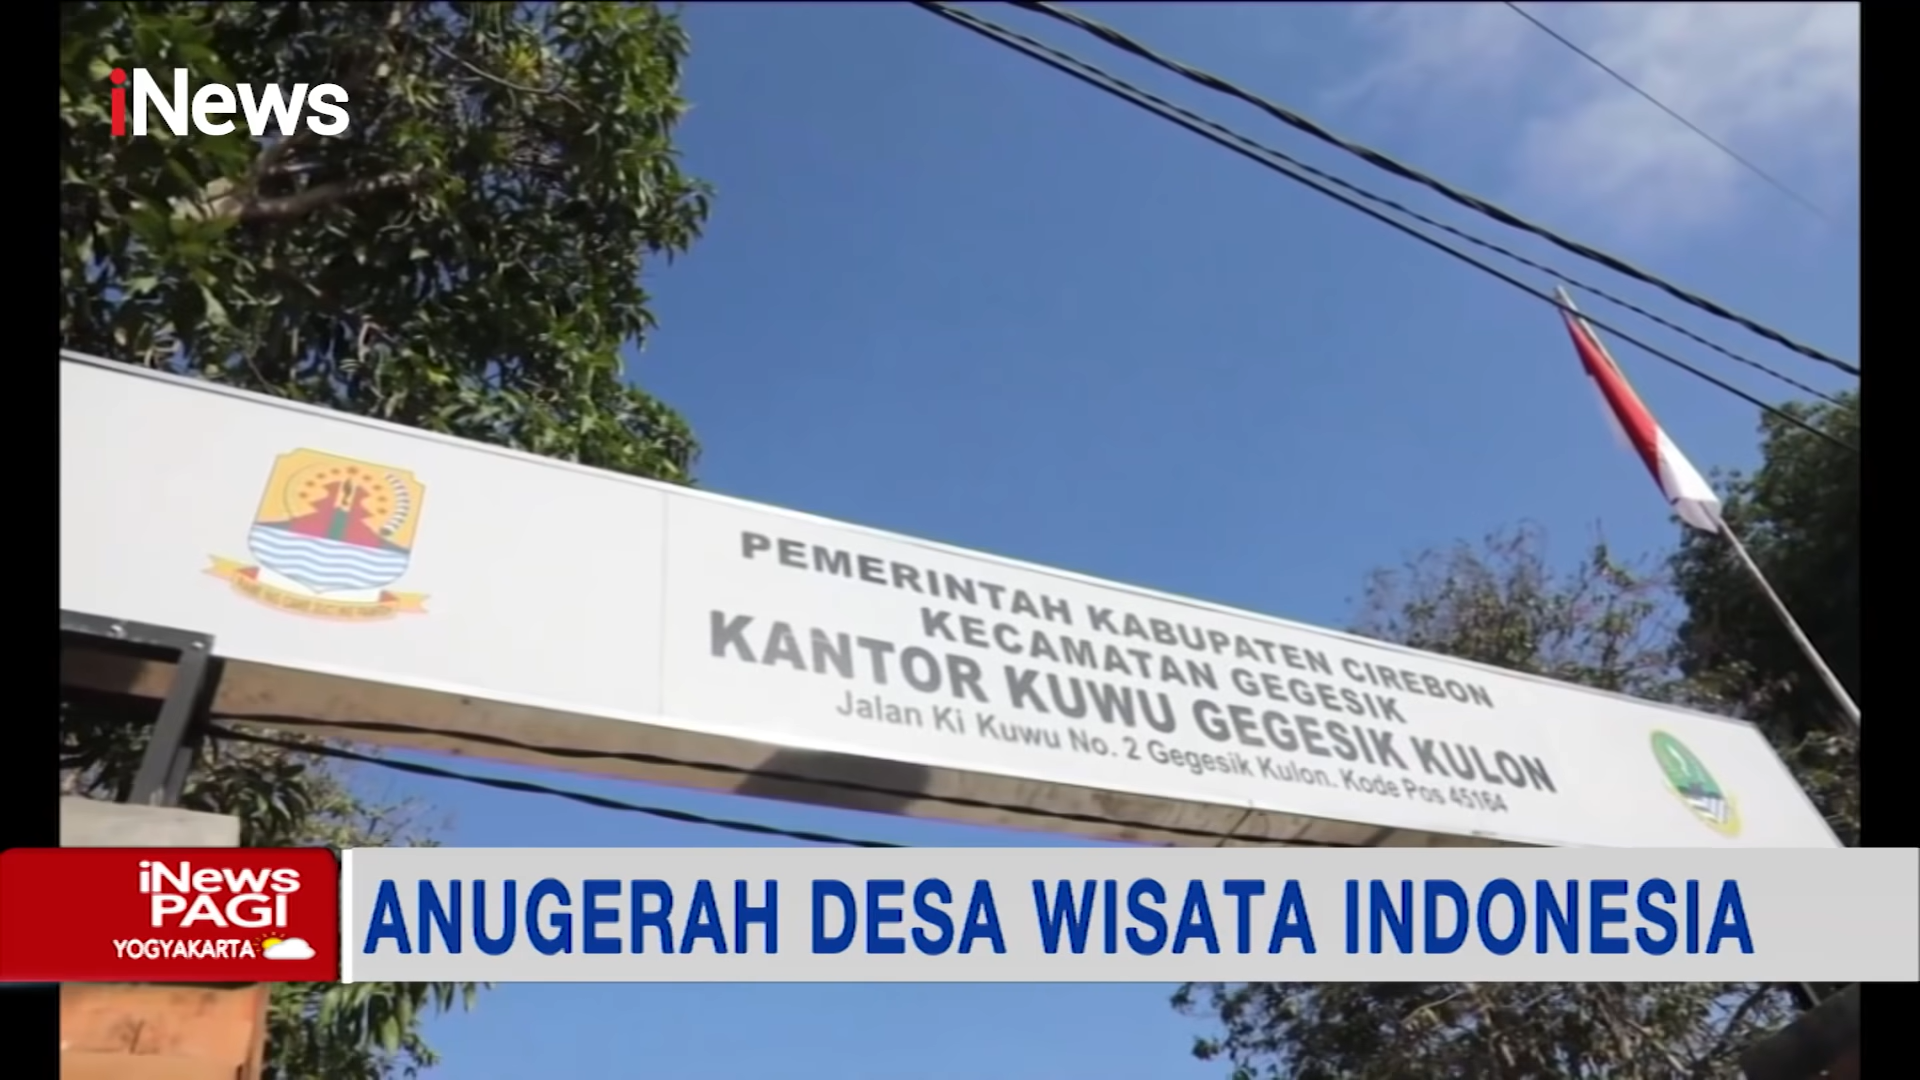 iNews
PEMERINTAH KABUPATEN CIREBON
KECAMATAN GEGESIK
KANTOR KUWU GEGESIK KULON
Jalan Ki Kuwu No. 2 Gegesik Kulon. Kode Pos 45164
iNews
PAGI
YOGYAKARTA
ANUGERAH DESA WISATA INDONESIA